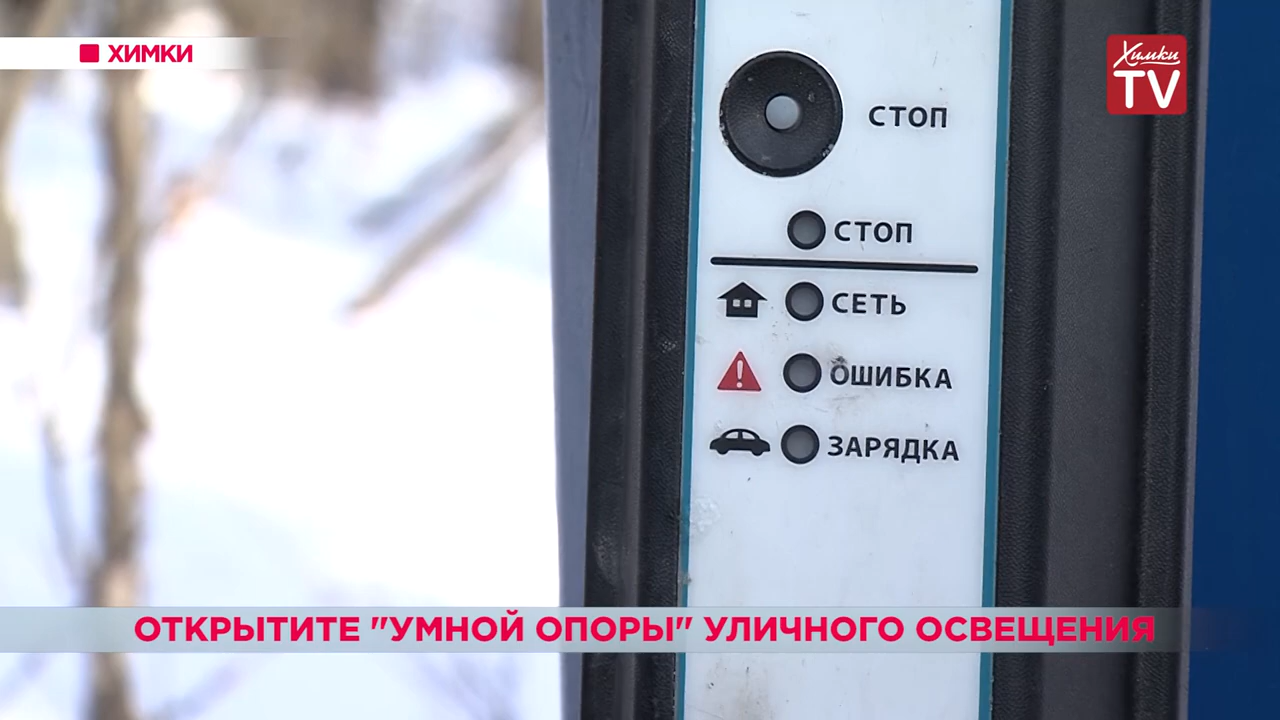 ХИМКИ
Химки
TV
СТОП
СТОП
СЕТЬ
ОШИБКА
ЗАРЯДКА
ОТКРЫТИТЕ "УМНОЙ ОПОРЫ" УЛИЧНОГО ОСВЕЩЕНИЯ